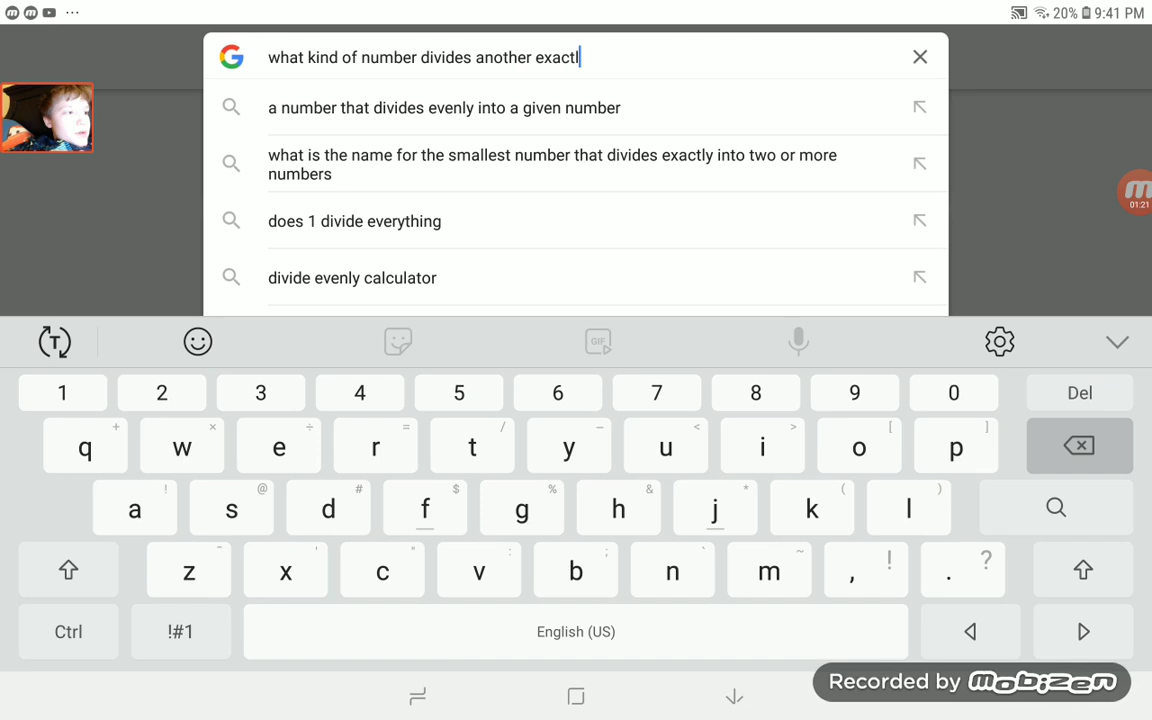 20% 9:41 PM
what kind of number divides another exactl
a number that divides evenly into a given number
what is the name for the smallest number that divides exactly into two or more
numbers
does 1 divide everything
divide evenly calculator
01:21
T
GIF
1 2 3 4 5 6 7 8 9 0 Del
+ × ÷ = / – < > [ ]
q w e r t y u i o p
! @ # $ % & * ( )
a s d f g h j k l
- ' " : ; ` ~ ! ?
z x c v b n m , .
Ctrl !#1 English (US)
Recorded by mobizen